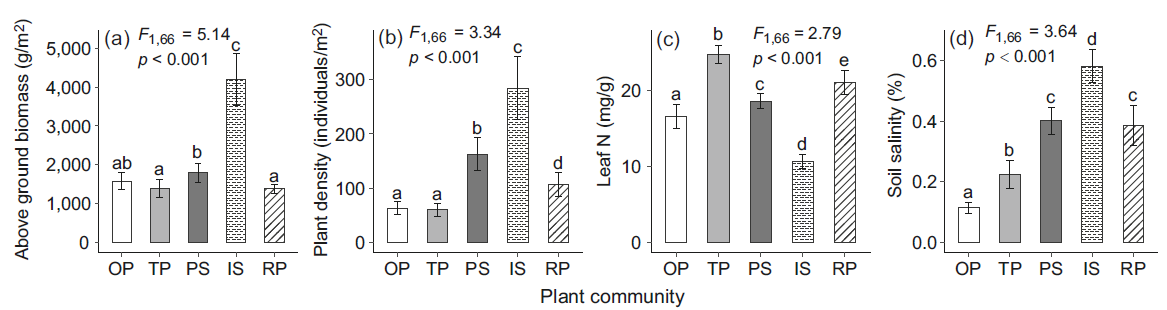 Above ground biomass (g/m²)
5,000
4,000
3,000
2,000
1,000
0
(a)
F1,66 = 5.14
p < 0.001
ab
a
b
c
a
OP TP PS IS RP
Plant density (individuals/m²)
300
200
100
0
(b)
F1,66 = 3.34
p < 0.001
a
a
b
c
d
OP TP PS IS RP
Leaf N (mg/g)
20
10
0
(c)
F1,66 = 2.79
p < 0.001
a
b
c
d
e
OP TP PS IS RP
Soil salinity (%)
0.6
0.4
0.2
0.0
(d)
F1,66 = 3.64
p < 0.001
a
b
c
d
c
OP TP PS IS RP
Plant community